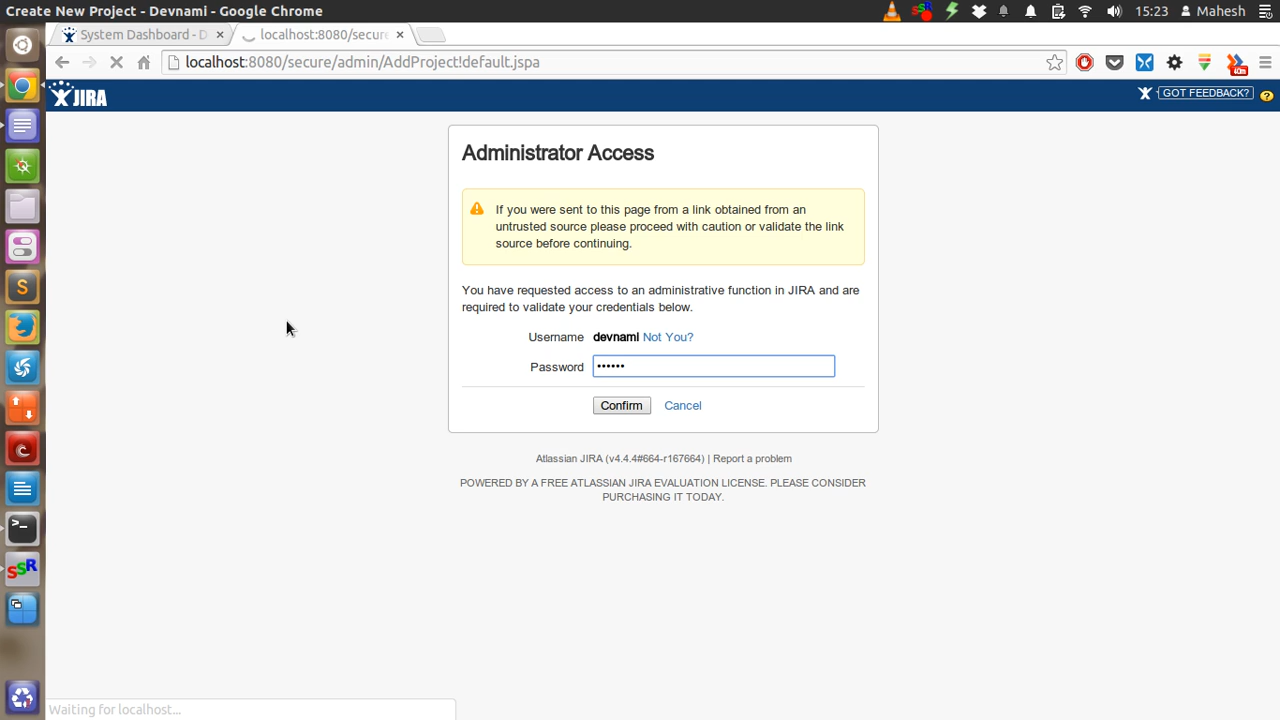 Create New Project - Devnami - Google Chrome
15:23 Mahesh
System Dashboard - D
localhost:8080/secure
localhost:8080/secure/admin/AddProject!default.jspa
40m
JIRA
GOT FEEDBACK?
Administrator Access
If you were sent to this page from a link obtained from an
untrusted source please proceed with caution or validate the link
source before continuing.
You have requested access to an administrative function in JIRA and are
required to validate your credentials below.
Username devnami Not You?
Password ••••••
Confirm Cancel
Atlassian JIRA (v4.4.4#664-r167664) | Report a problem
POWERED BY A FREE ATLASSIAN JIRA EVALUATION LICENSE. PLEASE CONSIDER
PURCHASING IT TODAY.
S
SSR
Waiting for localhost...